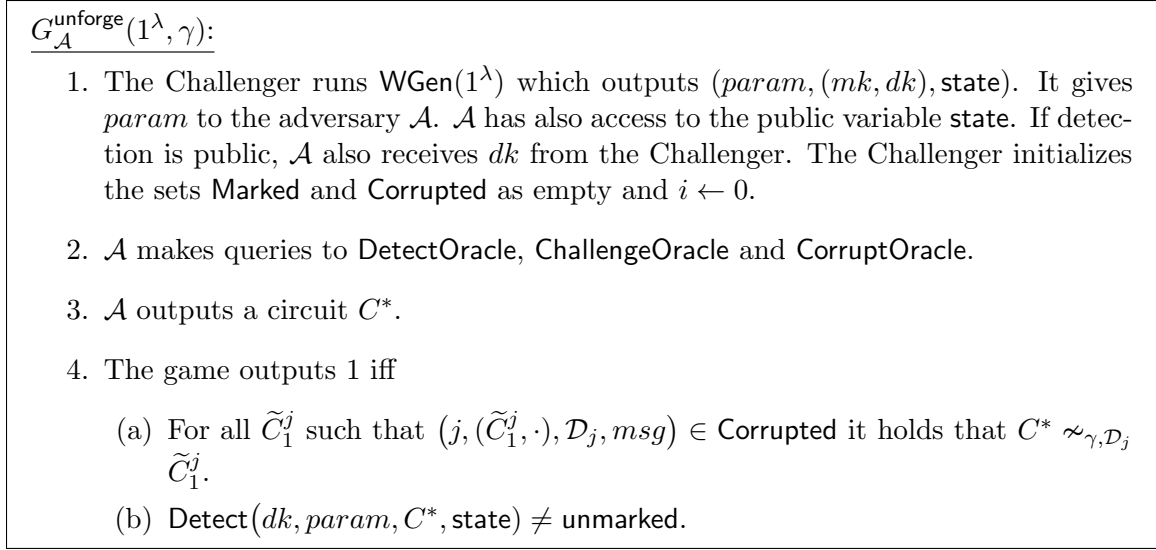 G_𝒜^unforge(1^λ, γ):
1. The Challenger runs WGen(1^λ) which outputs (param, (mk, dk), state). It gives
param to the adversary 𝒜. 𝒜 has also access to the public variable state. If detec-
tion is public, 𝒜 also receives dk from the Challenger. The Challenger initializes
the sets Marked and Corrupted as empty and i ← 0.
2. 𝒜 makes queries to DetectOracle, ChallengeOracle and CorruptOracle.
3. 𝒜 outputs a circuit C*.
4. The game outputs 1 iff
(a) For all C̃_1^j such that (j, (C̃_1^j, ·), 𝒟_j, msg) ∈ Corrupted it holds that C* ≁_{γ,𝒟_j}
C̃_1^j.
(b) Detect(dk, param, C*, state) ≠ unmarked.